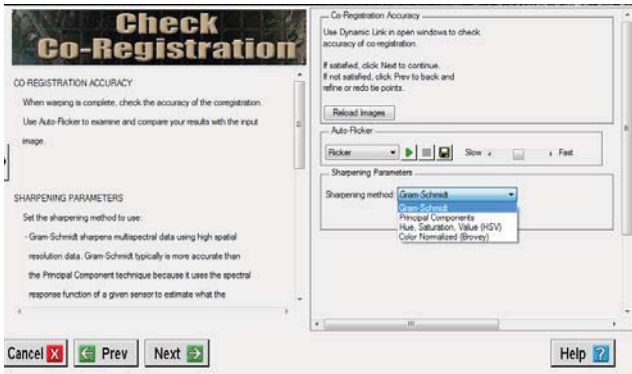 Check
Co-Registration
CO-REGISTRATION ACCURACY
When warping is complete, check the accuracy of the coregistration.
Use Auto-Flicker to examine and compare your results with the input
image.
SHARPENING PARAMETERS
Set the sharpening method to use:
- Gram-Schmidt sharpens multispectral data using high spatial
resolution data. Gram-Schmidt typically is more accurate than
the Principal Component technique because it uses the spectral
response function of a given sensor to estimate what the
Co-Registration Accuracy
Use Dynamic Link in open windows to check
accuracy of co-registration.
If satisfied, click Next to continue.
If not satisfied, click Prev to back and
refine or redo tie points.
Reload Images
Auto-Flicker
Flicker Slow Fast
Sharpening Parameters
Sharpening method: Gram-Schmidt
Gram-Schmidt
Principal Components
Hue, Saturation, Value (HSV)
Color Normalized (Brovey)
Cancel X Prev Next Help ?